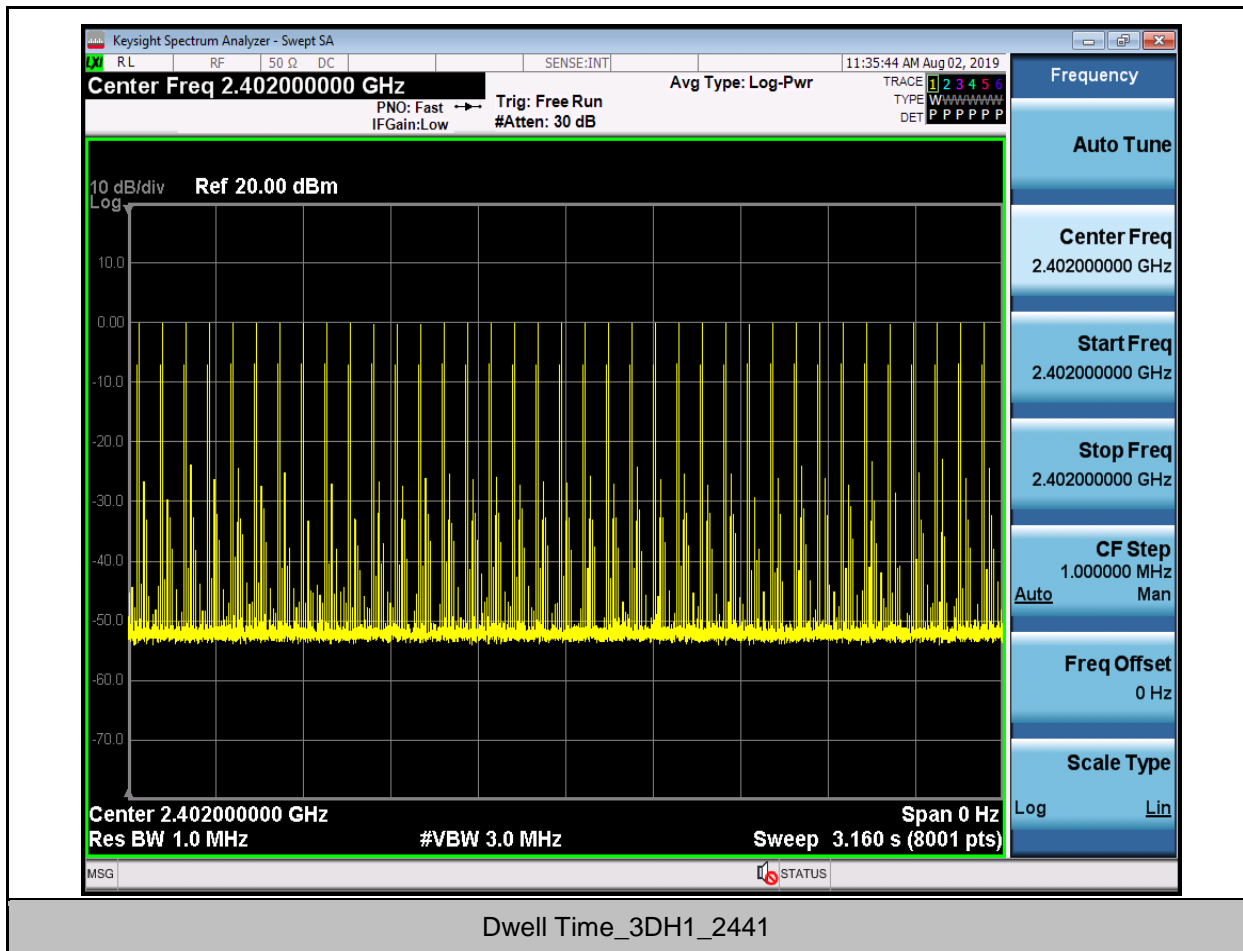 Keysight Spectrum Analyzer - Swept SA
LXI RL RF 50 Ω DC SENSE:INT 11:35:44 AM Aug 02, 2019
Center Freq 2.402000000 GHz
PNO: Fast
IFGain:Low
Trig: Free Run
#Atten: 30 dB
Avg Type: Log-Pwr
TRACE 1 2 3 4 5 6
TYPE WWWWWW
DET P P P P P P
10 dB/div Ref 20.00 dBm
Log
10.0
0.00
-10.0
-20.0
-30.0
-40.0
-50.0
-60.0
-70.0
Center 2.402000000 GHz Span 0 Hz
Res BW 1.0 MHz #VBW 3.0 MHz Sweep 3.160 s (8001 pts)
MSG STATUS
Frequency
Auto Tune
Center Freq
2.402000000 GHz
Start Freq
2.402000000 GHz
Stop Freq
2.402000000 GHz
CF Step
1.000000 MHz
Auto Man
Freq Offset
0 Hz
Scale Type
Log Lin
Dwell Time_3DH1_2441